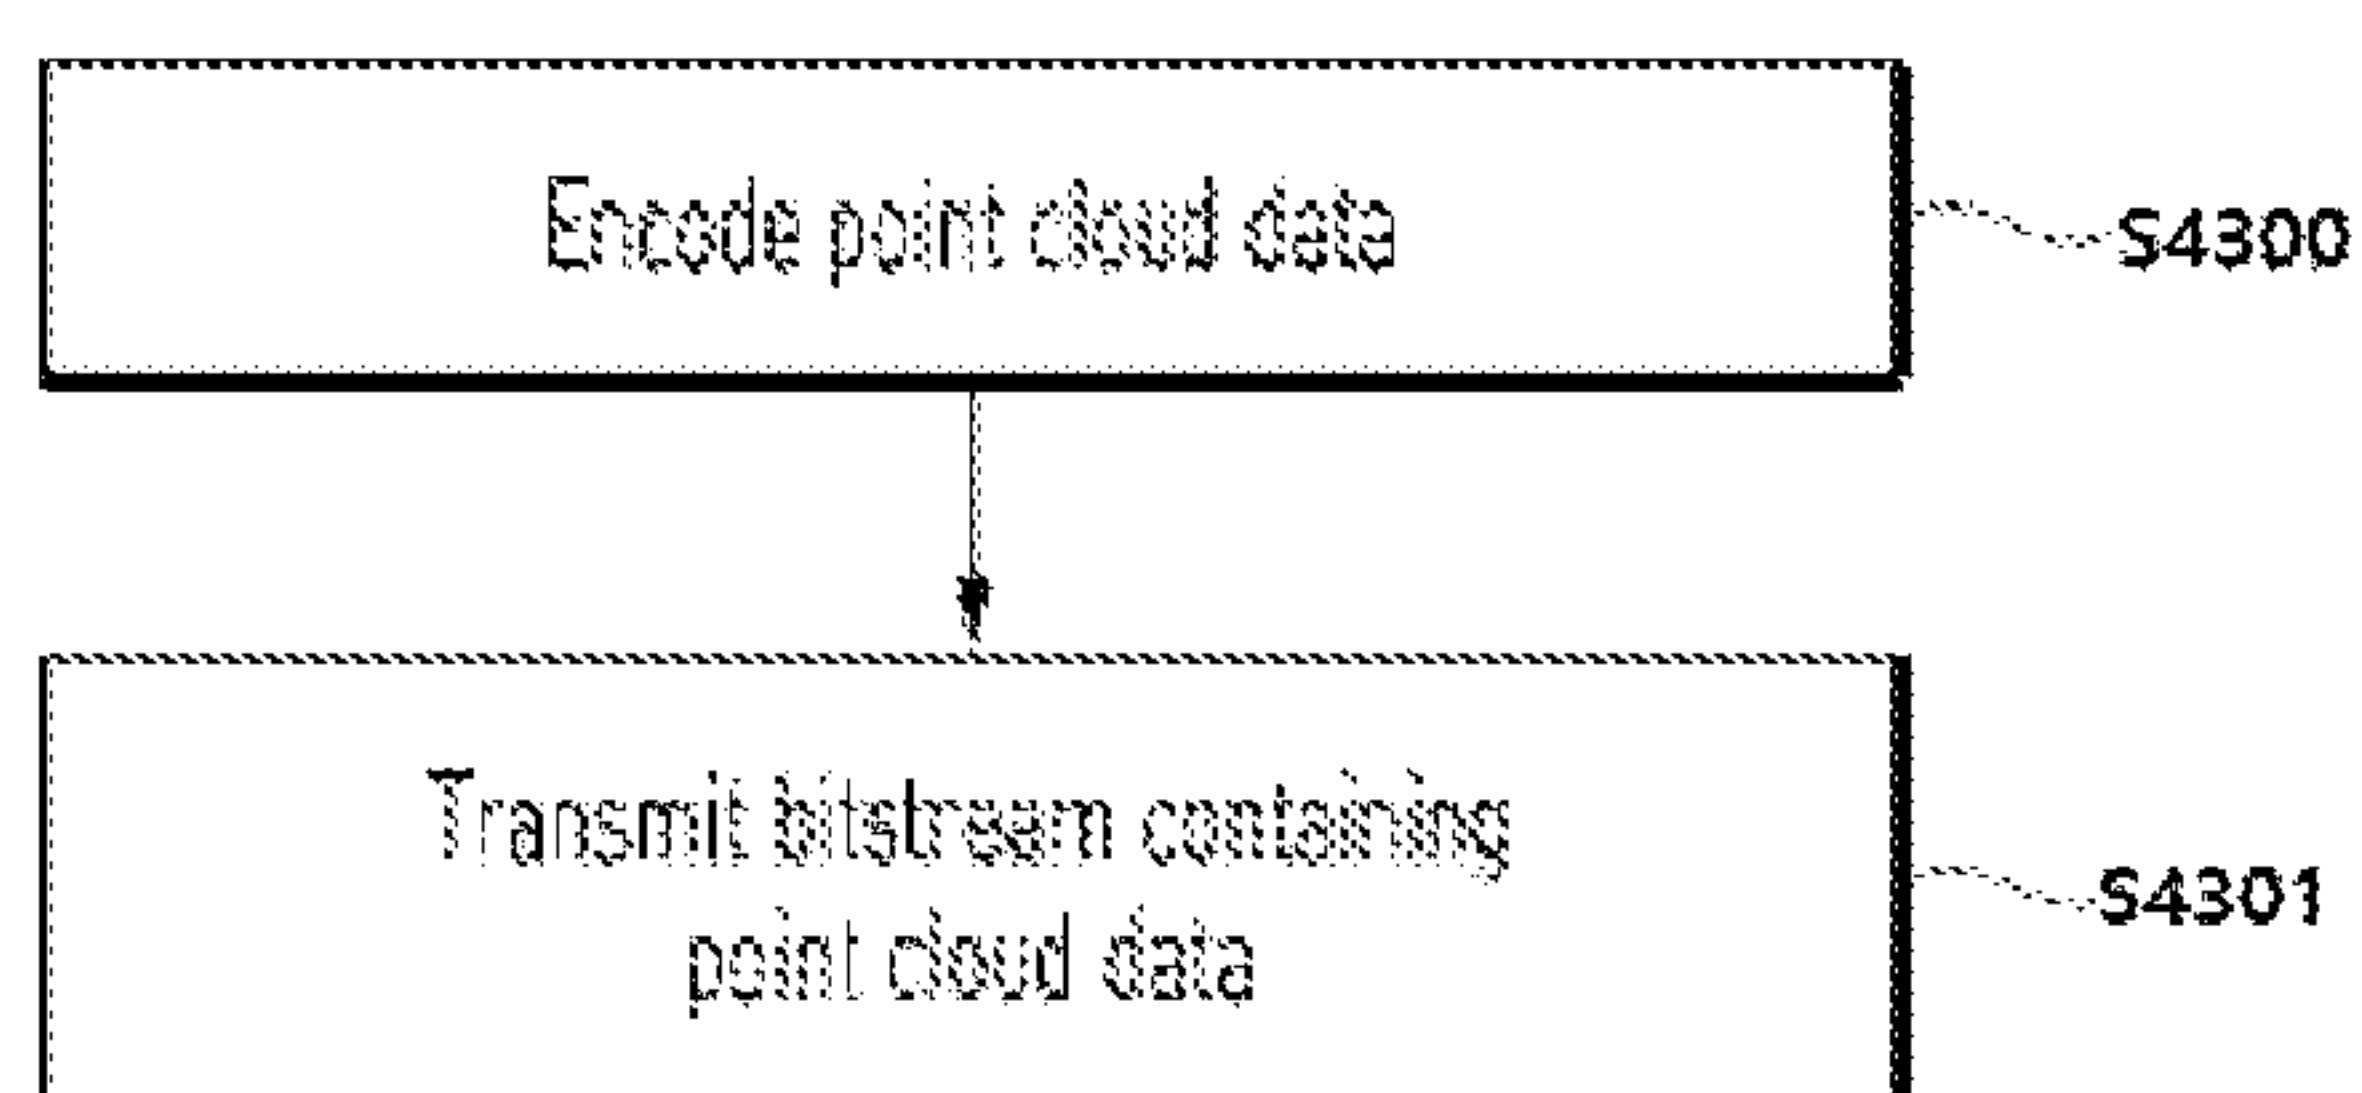 Encode point cloud data
S4300
Transmit bitstream containing
point cloud data
S4301